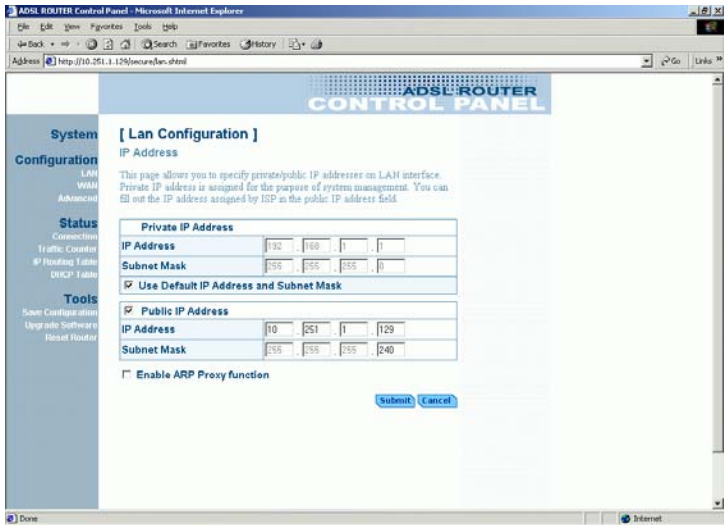 ADSL ROUTER Control Panel - Microsoft Internet Explorer
File Edit View Favorites Tools Help
Back Search Favorites History
Address http://10.251.1.129/secure/lan.shtml Go Links »
ADSL ROUTER
CONTROL PANEL
System
Configuration
LAN
WAN
Advanced
Status
Connection
Traffic Counter
IP Routing Table
DHCP Table
Tools
Save Configuration
Upgrade Software
Reset Router
[ Lan Configuration ]
IP Address
This page allows you to specify private/public IP addresses on LAN interface.
Private IP address is assigned for the purpose of system management. You can
fill out the IP address assigned by ISP in the public IP address field.
Private IP Address
IP Address 192 . 168 . 1 . 1
Subnet Mask 255 . 255 . 255 . 0
Use Default IP Address and Subnet Mask
Public IP Address
IP Address 10 . 251 . 1 . 129
Subnet Mask 255 . 255 . 255 . 240
Enable ARP Proxy function
Submit Cancel
Done Internet